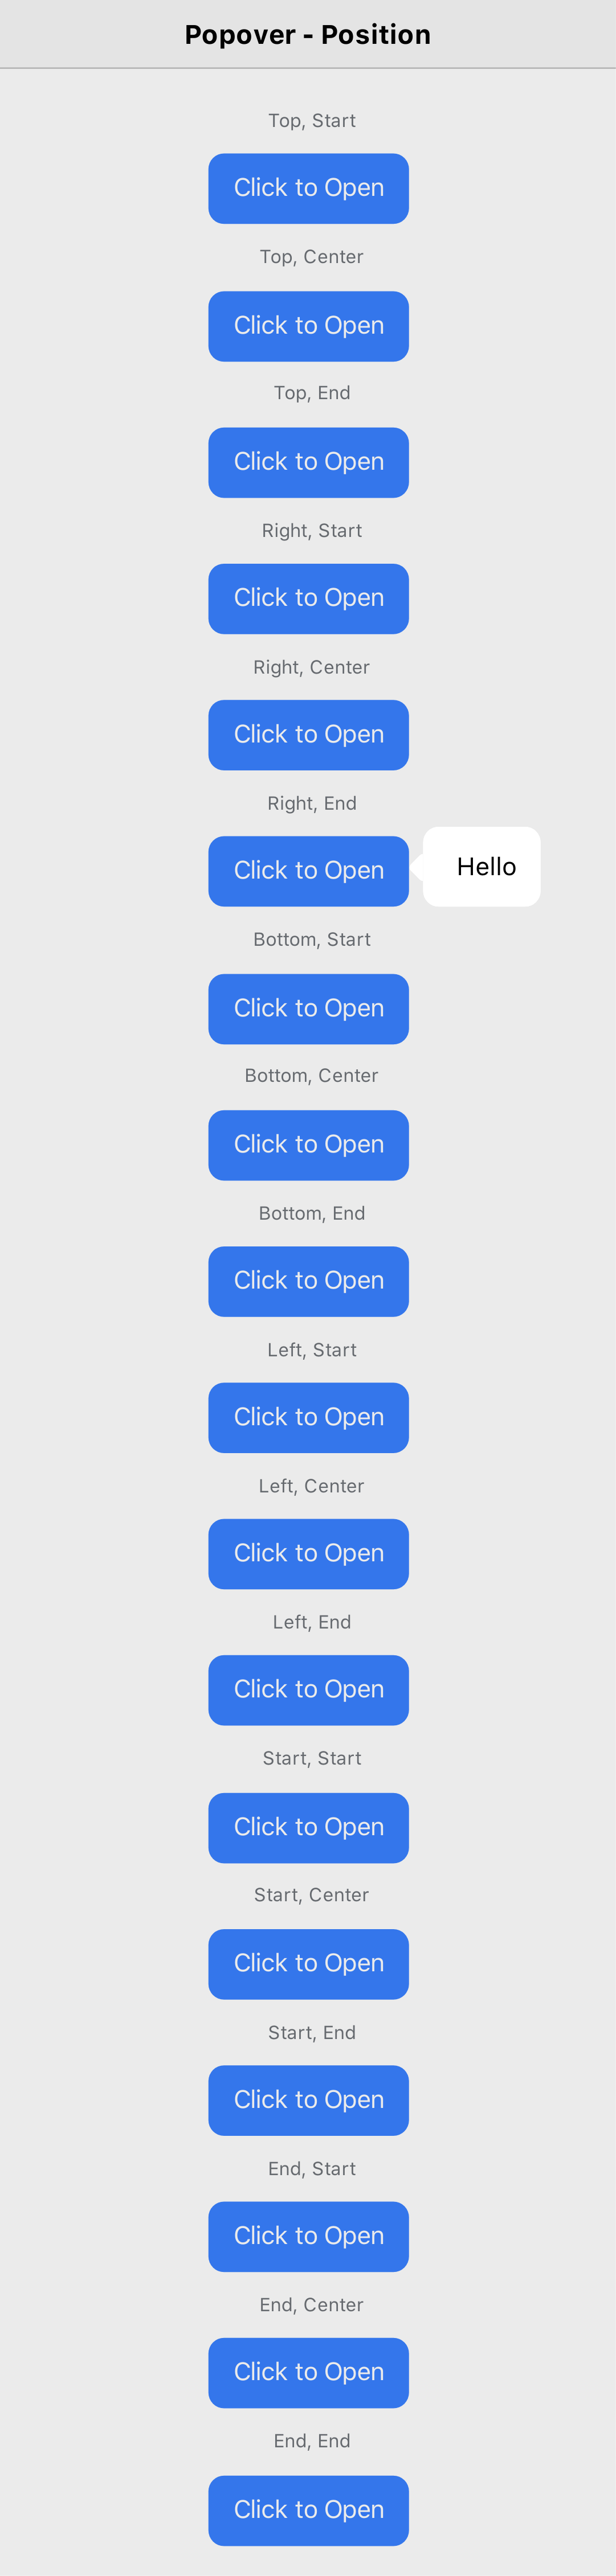 Popover - Position
Top, Start
Click to Open
Top, Center
Click to Open
Top, End
Click to Open
Right, Start
Click to Open
Right, Center
Click to Open
Right, End
Click to Open
Hello
Bottom, Start
Click to Open
Bottom, Center
Click to Open
Bottom, End
Click to Open
Left, Start
Click to Open
Left, Center
Click to Open
Left, End
Click to Open
Start, Start
Click to Open
Start, Center
Click to Open
Start, End
Click to Open
End, Start
Click to Open
End, Center
Click to Open
End, End
Click to Open